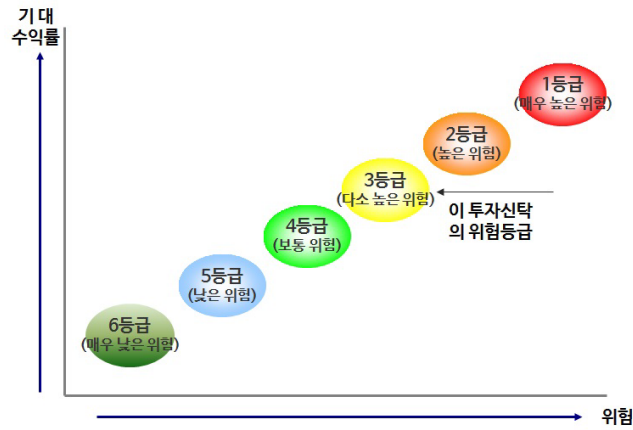 기 대
수익률
1등급
(매우 높은 위험)
2등급
(높은 위험)
3등급
(다소 높은 위험)
이 투자신탁
의 위험등급
4등급
(보통 위험)
5등급
(낮은 위험)
6등급
(매우 낮은 위험)
위험